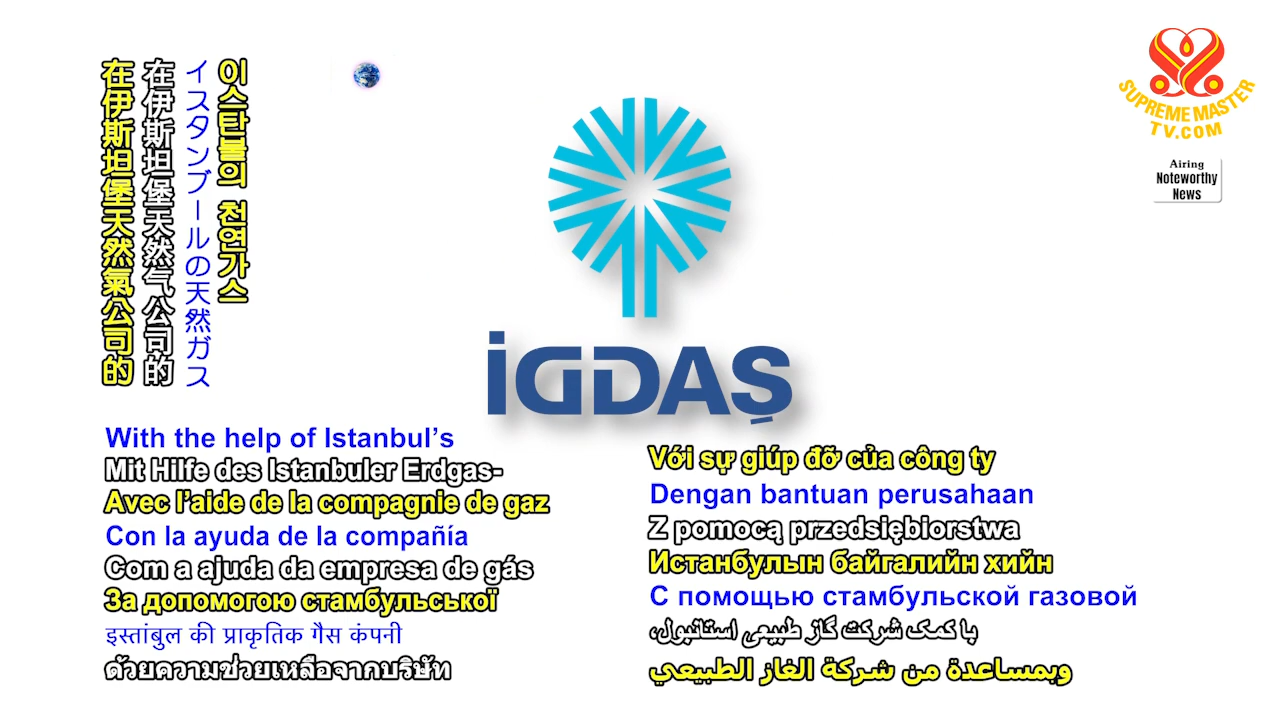 在伊斯坦堡天然氣公司的
在伊斯坦堡天然气公司的
イスタンブールの天然ガス
이스탄불의 천연가스
SUPREME MASTER
TV.COM
Airing
Noteworthy
News
İGDAŞ
With the help of Istanbul’s
Mit Hilfe des Istanbuler Erdgas-
Avec l’aide de la compagnie de gaz
Con la ayuda de la compañía
Com a ajuda da empresa de gás
За допомогою стамбульської
इस्तांबुल की प्राकृतिक गैस कंपनी
ด้วยความช่วยเหลือจากบริษัท
Với sự giúp đỡ của công ty
Dengan bantuan perusahaan
Z pomocą przedsiębiorstwa
Истанбулын байгалийн хийн
С помощью стамбульской газовой
با کمک شرکت گاز طبیعی استانبول،
وبمساعدة من شركة الغاز الطبيعي